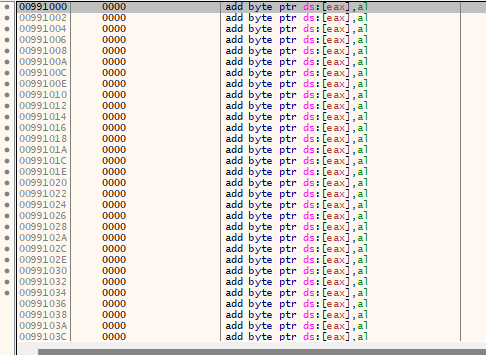 00991000 0000 add byte ptr ds:[eax],al
00991002 0000 add byte ptr ds:[eax],al
00991004 0000 add byte ptr ds:[eax],al
00991006 0000 add byte ptr ds:[eax],al
00991008 0000 add byte ptr ds:[eax],al
0099100A 0000 add byte ptr ds:[eax],al
0099100C 0000 add byte ptr ds:[eax],al
0099100E 0000 add byte ptr ds:[eax],al
00991010 0000 add byte ptr ds:[eax],al
00991012 0000 add byte ptr ds:[eax],al
00991014 0000 add byte ptr ds:[eax],al
00991016 0000 add byte ptr ds:[eax],al
00991018 0000 add byte ptr ds:[eax],al
0099101A 0000 add byte ptr ds:[eax],al
0099101C 0000 add byte ptr ds:[eax],al
0099101E 0000 add byte ptr ds:[eax],al
00991020 0000 add byte ptr ds:[eax],al
00991022 0000 add byte ptr ds:[eax],al
00991024 0000 add byte ptr ds:[eax],al
00991026 0000 add byte ptr ds:[eax],al
00991028 0000 add byte ptr ds:[eax],al
0099102A 0000 add byte ptr ds:[eax],al
0099102C 0000 add byte ptr ds:[eax],al
0099102E 0000 add byte ptr ds:[eax],al
00991030 0000 add byte ptr ds:[eax],al
00991032 0000 add byte ptr ds:[eax],al
00991034 0000 add byte ptr ds:[eax],al
00991036 0000 add byte ptr ds:[eax],al
00991038 0000 add byte ptr ds:[eax],al
0099103A 0000 add byte ptr ds:[eax],al
0099103C 0000 add byte ptr ds:[eax],al